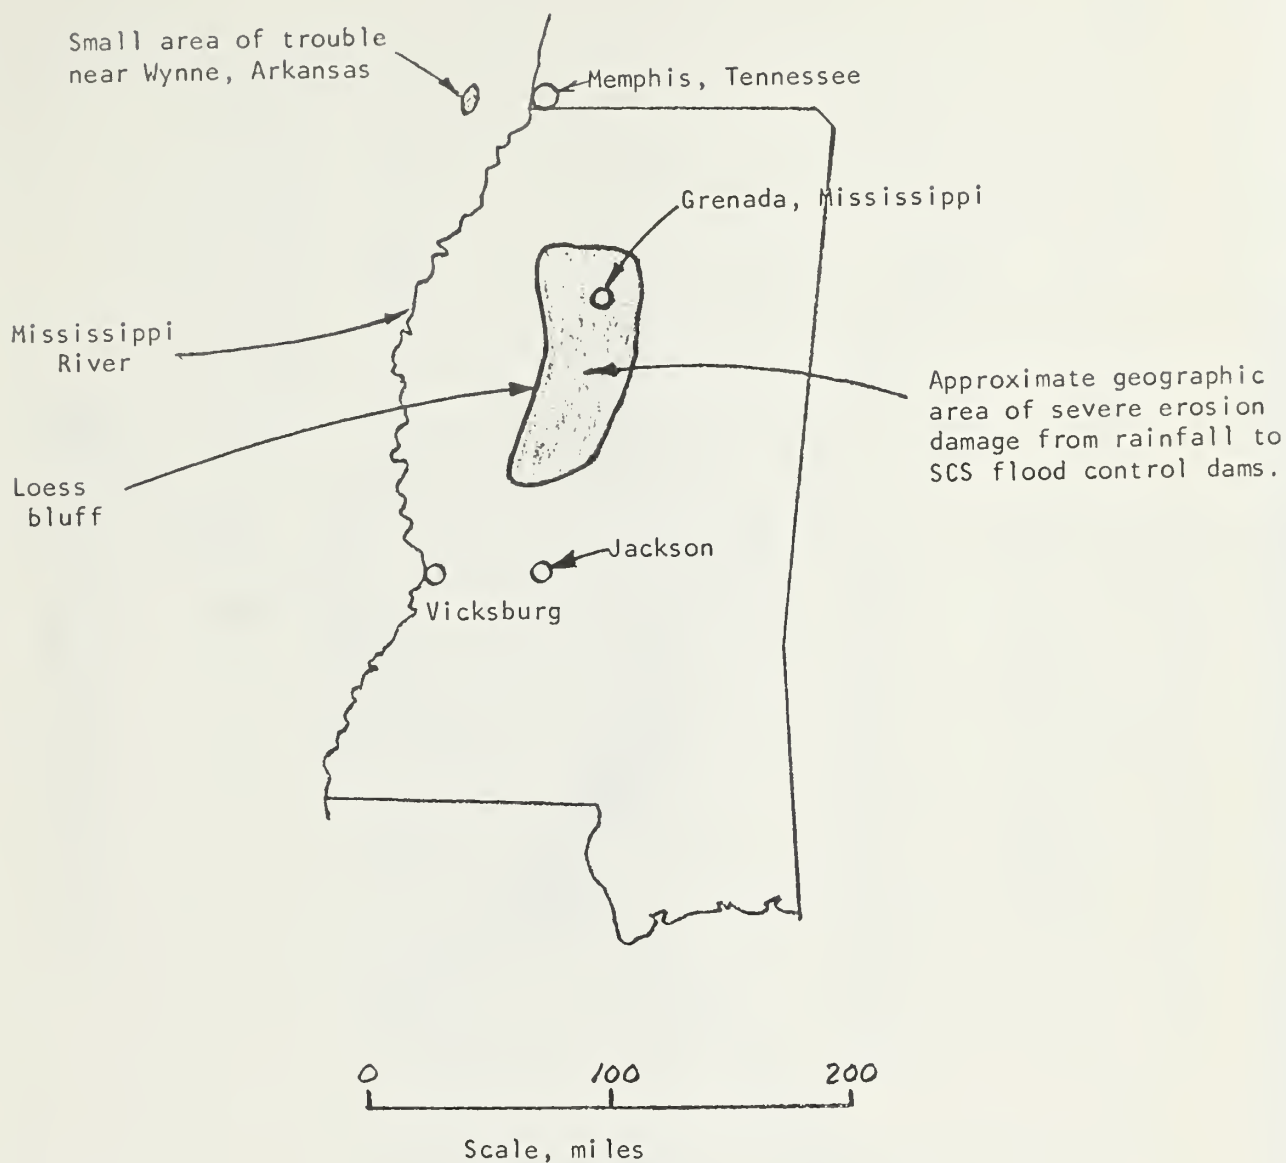 Small area of trouble
near Wynne, Arkansas
Memphis, Tennessee
Grenada, Mississippi
Mississippi
River
Approximate geographic
area of severe erosion
damage from rainfall to
SCS flood control dams.
Loess
bluff
Jackson
Vicksburg
0 100 200
Scale, miles